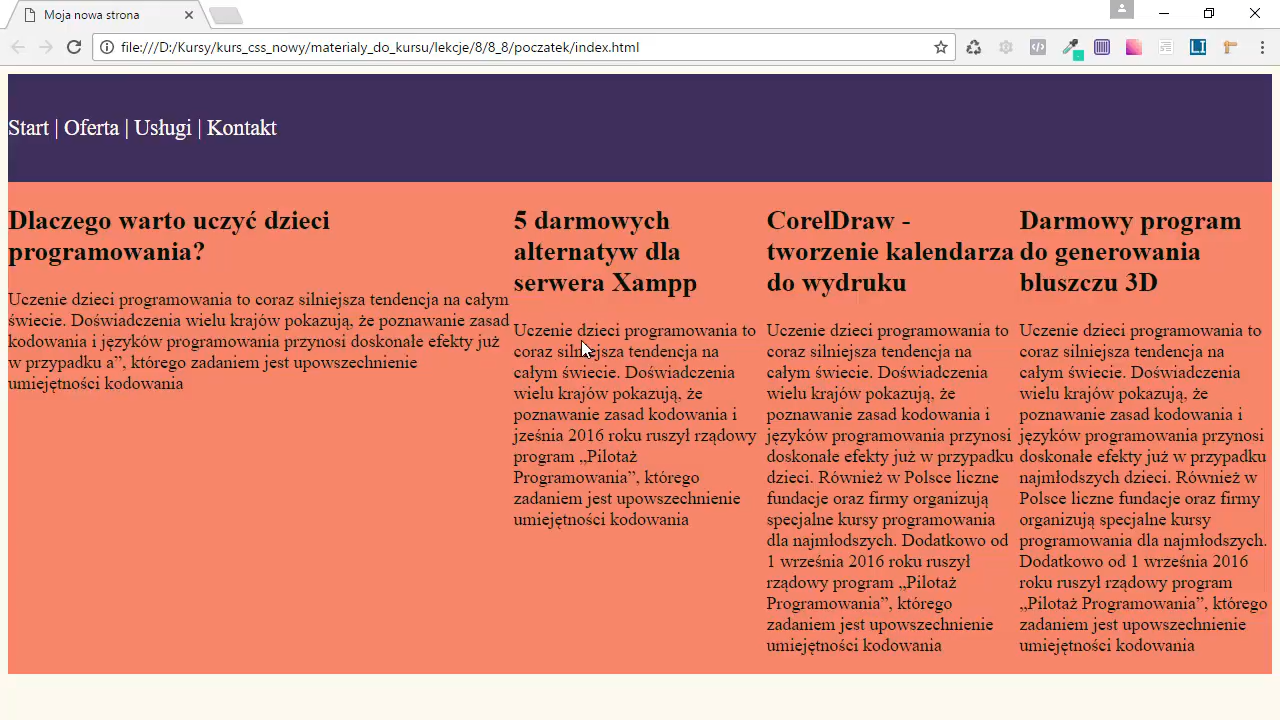 Moja nowa strona
file:///D:/Kursy/kurs_css_nowy/materialy_do_kursu/lekcje/8/8_8/poczatek/index.html
LI
Start | Oferta | Usługi | Kontakt
Dlaczego warto uczyć dzieci
programowania?
Uczenie dzieci programowania to coraz silniejsza tendencja na całym
świecie. Doświadczenia wielu krajów pokazują, że poznawanie zasad
kodowania i języków programowania przynosi doskonałe efekty już
w przypadku a”, którego zadaniem jest upowszechnienie
umiejętności kodowania
5 darmowych
alternatyw dla
serwera Xampp
Uczenie dzieci programowania to
coraz silniejsza tendencja na
całym świecie. Doświadczenia
wielu krajów pokazują, że
poznawanie zasad kodowania i
jześnia 2016 roku ruszył rządowy
program „Pilotaż
Programowania”, którego
zadaniem jest upowszechnienie
umiejętności kodowania
CorelDraw -
tworzenie kalendarza
do wydruku
Uczenie dzieci programowania to
coraz silniejsza tendencja na
całym świecie. Doświadczenia
wielu krajów pokazują, że
poznawanie zasad kodowania i
języków programowania przynosi
doskonałe efekty już w przypadku
dzieci. Również w Polsce liczne
fundacje oraz firmy organizują
specjalne kursy programowania
dla najmłodszych. Dodatkowo od
1 września 2016 roku ruszył
rządowy program „Pilotaż
Programowania”, którego
zadaniem jest upowszechnienie
umiejętności kodowania
Darmowy program
do generowania
bluszczu 3D
Uczenie dzieci programowania to
coraz silniejsza tendencja na
całym świecie. Doświadczenia
wielu krajów pokazują, że
poznawanie zasad kodowania i
języków programowania przynosi
doskonałe efekty już w przypadku
najmłodszych dzieci. Również w
Polsce liczne fundacje oraz firmy
organizują specjalne kursy
programowania dla najmłodszych.
Dodatkowo od 1 września 2016
roku ruszył rządowy program
„Pilotaż Programowania”, którego
zadaniem jest upowszechnienie
umiejętności kodowania